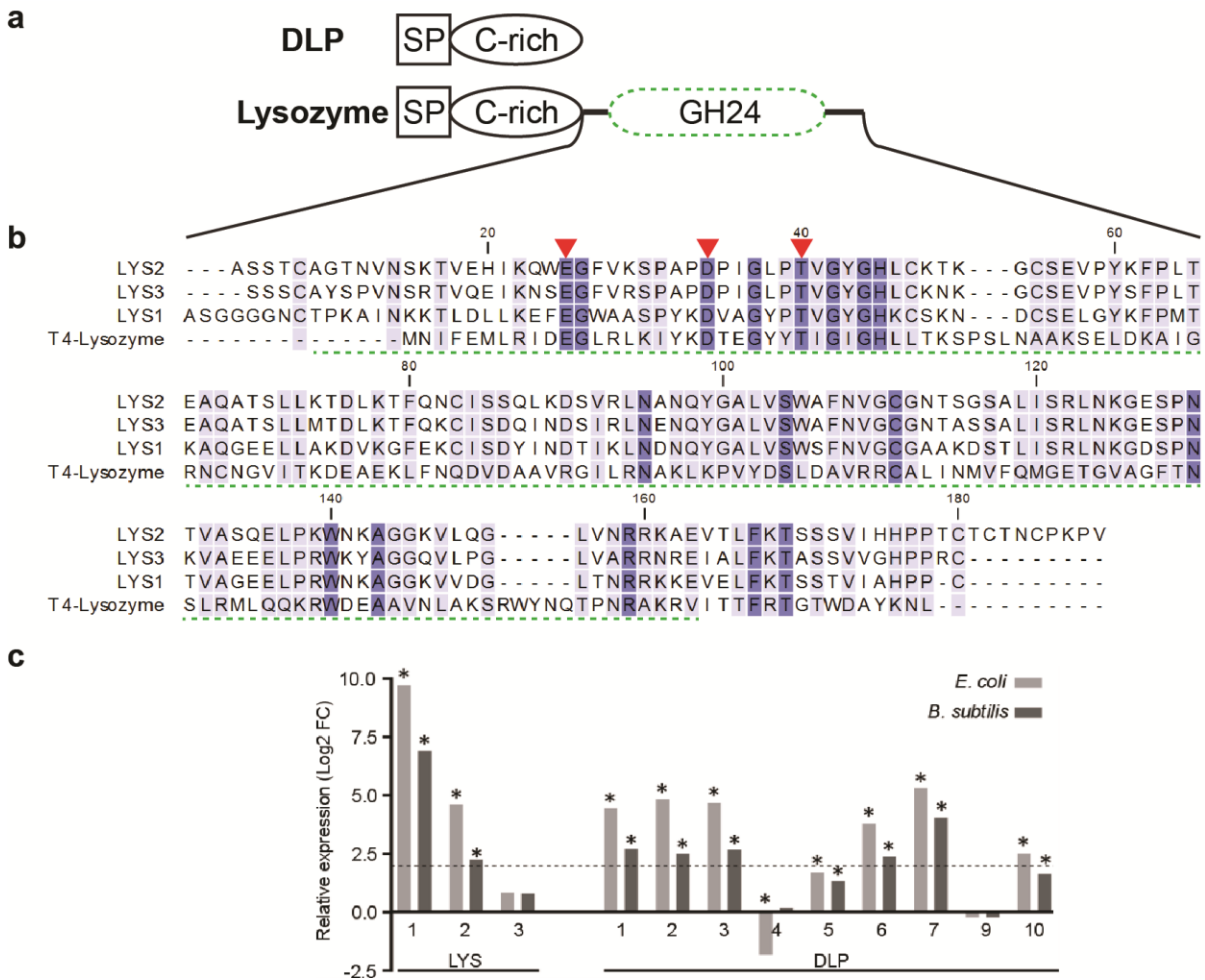 a
DLP SP C-rich
Lysozyme SP C-rich GH24
b
20 40 60
LYS2 ---ASSTCAGTNVNSKTVEHIKQWEGFVKSPAPDPIGLPTVGYGHLCKTK---GCSEVPYKFPLT
LYS3 ----SSSCAYSPVNSRTVQEIKNSEGFVRSPAPDPIGLPTVGYGHLCKNK---GCSEVPYSFPLT
LYS1 ASGGGGNCTPKAINKKTLDLLKEFEGWAASPYKDVAGYPTVGYGHKCSKN---DCSELGYKFPMT
T4-Lysozyme --------------MNIFEMLRIDEGLRLKIYKDTEGYYTIGIGHLLTKSPSLNAAKSELDKAIG
80 100 120
LYS2 EAQATSLLKTDLKTFQNCISSQLKDSVRLNANQYGALVSWAFNVGCGNTSGSALISRLNKGESPN
LYS3 EAQATSLLMTDLKTFQKCISDQINDSIRLNENQYGALVSWAFNVGCGNTASSALISRLNKGESPN
LYS1 KAQGEELLAKDVKGFEKCISDYINDTIKLNDNQYGALVSWSFNVGCGAAKDSTLISRLNKGDSPN
T4-Lysozyme RNCNGVITKDEAEKLFNQDVDAAVRGILRNAKLKPVYDSLDAVRRCALINMVFQMGETGVAGFTN
140 160 180
LYS2 TVASQELPKWNKAGGKVLQG-----LVNRRKAEVTLFKTSSSVIHHPPTCTCTNCPKPV
LYS3 KVAEEELPRWKYAGGQVLPG-----LVARRNREIALFKTASSVVGHPPRC---------
LYS1 TVAGEELPRWNKAGGKVVDG-----LTNRRKKEVELFKTSSTVIAHPP-C---------
T4-Lysozyme SLRMLQQKRWDEAAVNLAKSRWYNQTPNRAKRVITTFRTGTWDAYKNL-----------
c
Relative expression (Log2 FC)
10.0
7.5
5.0
2.5
0.0
-2.5
E. coli
B. subtilis
* * * * * * * * * * * * * * * * * * *
1 2 3 1 2 3 4 5 6 7 9 10
LYS DLP